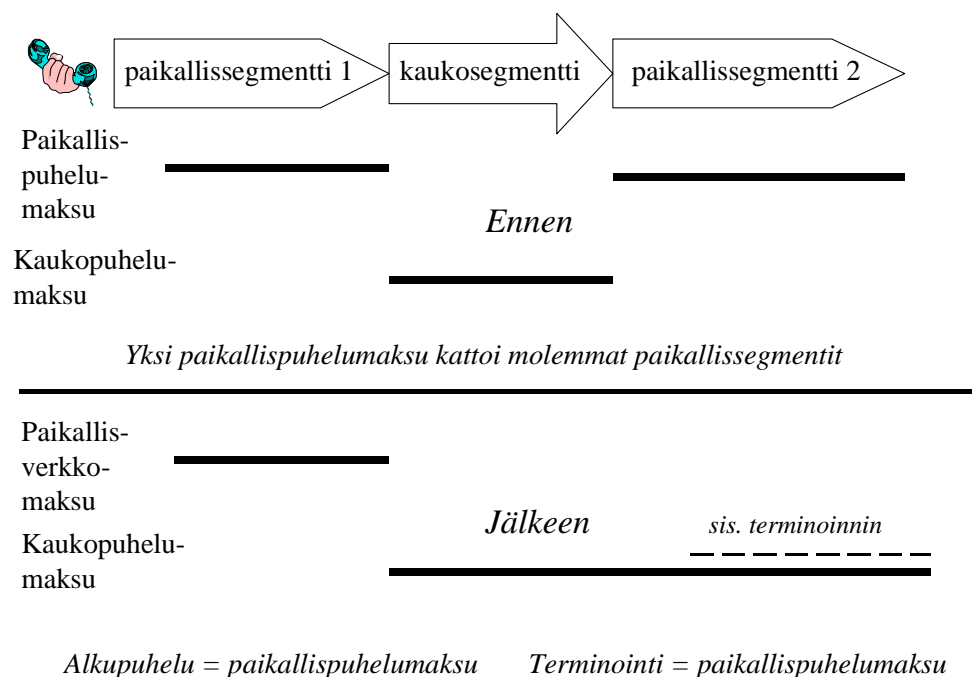 paikallissegmentti 1 kaukosegmentti paikallissegmentti 2
Paikallis-
puhelu-
maksu
Ennen
Kaukopuhelu-
maksu
Yksi paikallispuhelumaksu kattoi molemmat paikallissegmentit
Paikallis-
verkko-
maksu
Jälkeen
sis. terminoinnin
Kaukopuhelu-
maksu
Alkupuhelu = paikallispuhelumaksu Terminointi = paikallispuhelumaksu